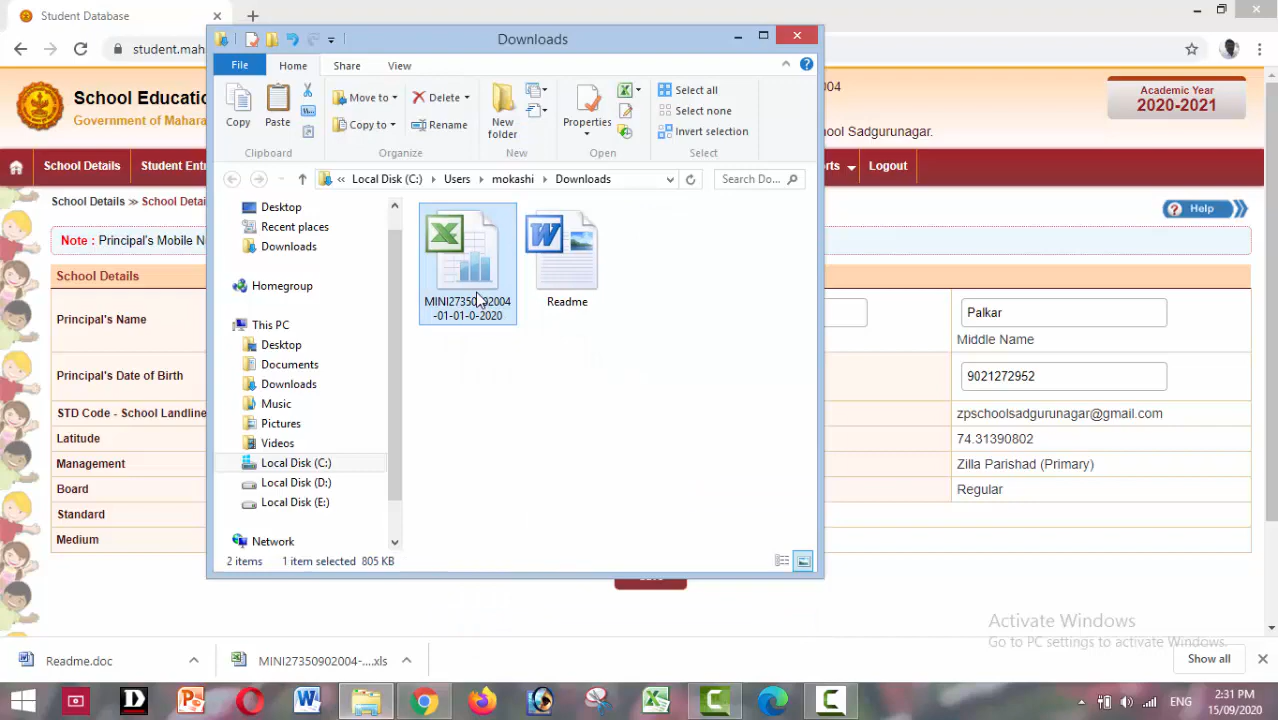 Student Database
student.mah
School Educatio
Government of Mahara
004
ool Sadgurunagar.
Academic Year
2020-2021
School Details
Student Entr
rts
Logout
School Details >> School Detai
Help
Note : Principal's Mobile N
School Details
Principal's Name
Palkar
Middle Name
Principal's Date of Birth
9021272952
STD Code - School Landline
zpschoolsadgurunagar@gmail.com
Latitude
74.31390802
Management
Zilla Parishad (Primary)
Board
Regular
Standard
Medium
Downloads
File
Home
Share
View
Copy
Paste
Clipboard
Move to
Copy to
Delete
Rename
Organize
New
folder
New
Properties
Open
Select all
Select none
Invert selection
Select
« Local Disk (C:) Users mokashi Downloads
Search Do...
Desktop
Recent places
Downloads
Homegroup
This PC
Desktop
Documents
Downloads
Music
Pictures
Videos
Local Disk (C:)
Local Disk (D:)
Local Disk (E:)
Network
MINI27350902004
-01-01-0-2020
Readme
2 items 1 item selected 805 KB
Activate Windows
Go to PC settings to activate Windows.
Readme.doc
MINI27350902004-....xls
Show all
ENG
2:31 PM
15/09/2020